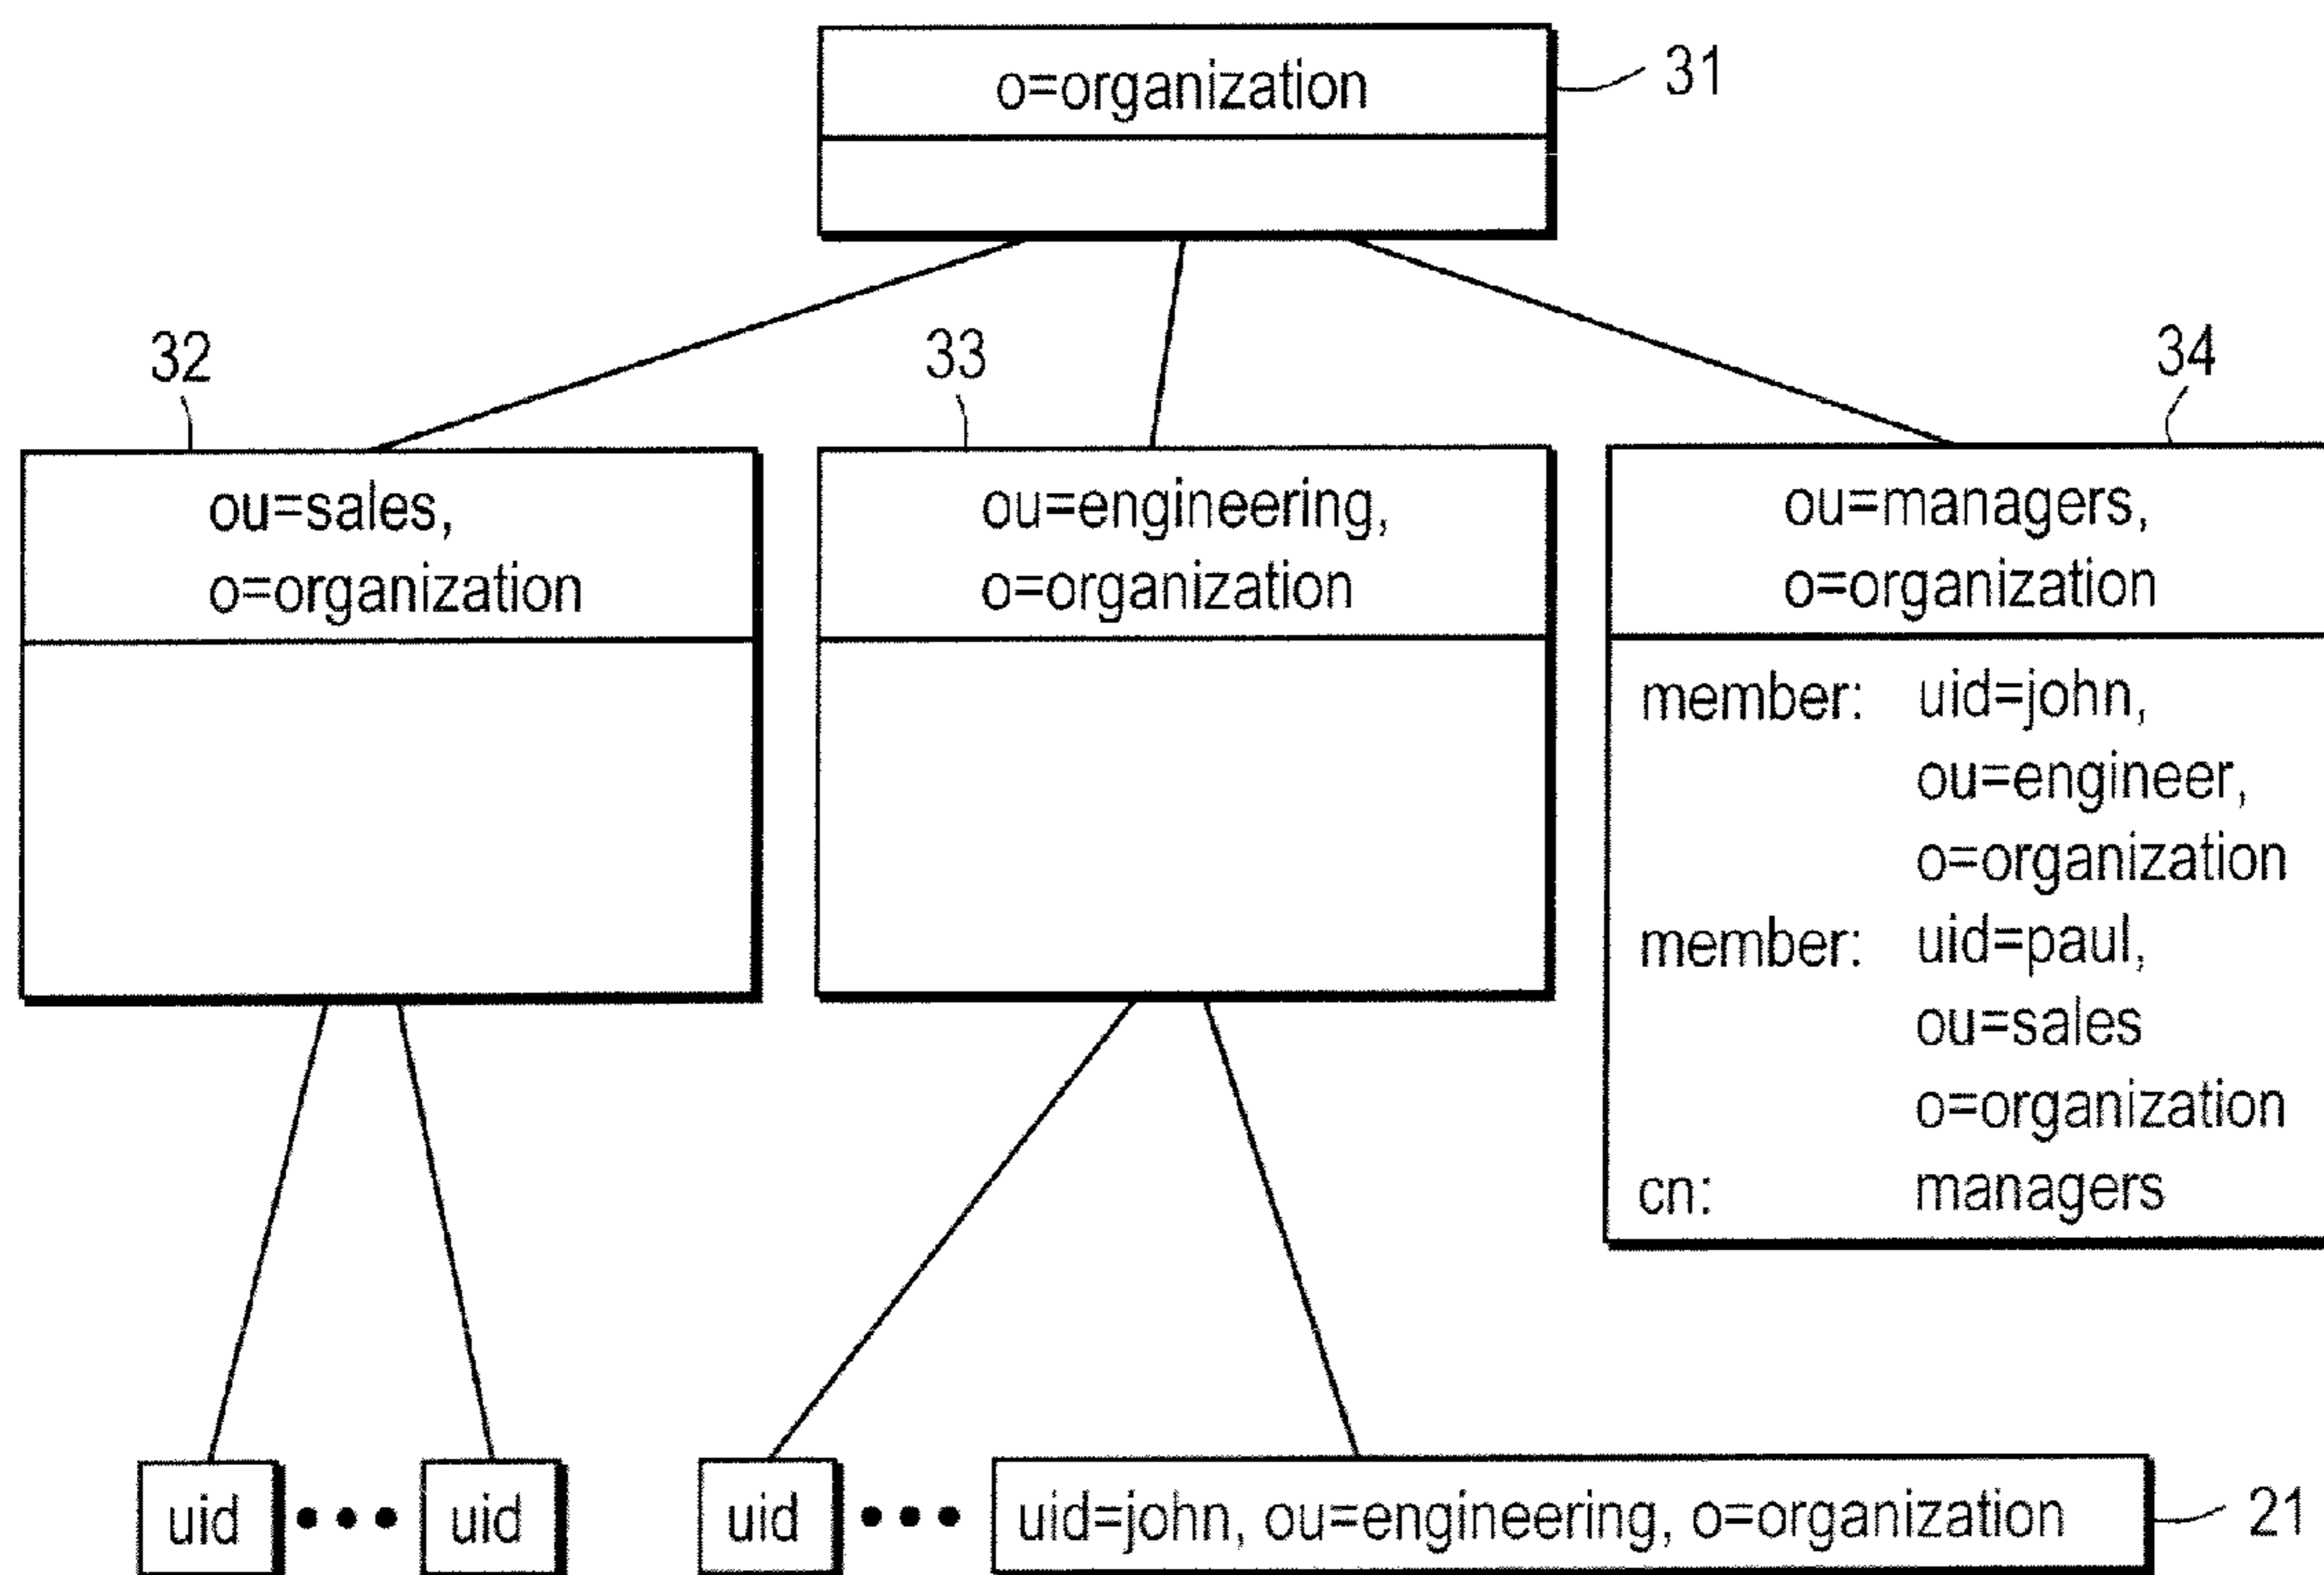 o=organization
31
32
33
34
ou=sales,
o=organization
ou=engineering,
o=organization
ou=managers,
o=organization
member: uid=john,
ou=engineer,
o=organization
member: uid=paul,
ou=sales
o=organization
cn: managers
uid ••• uid
uid ••• uid=john, ou=engineering, o=organization
21